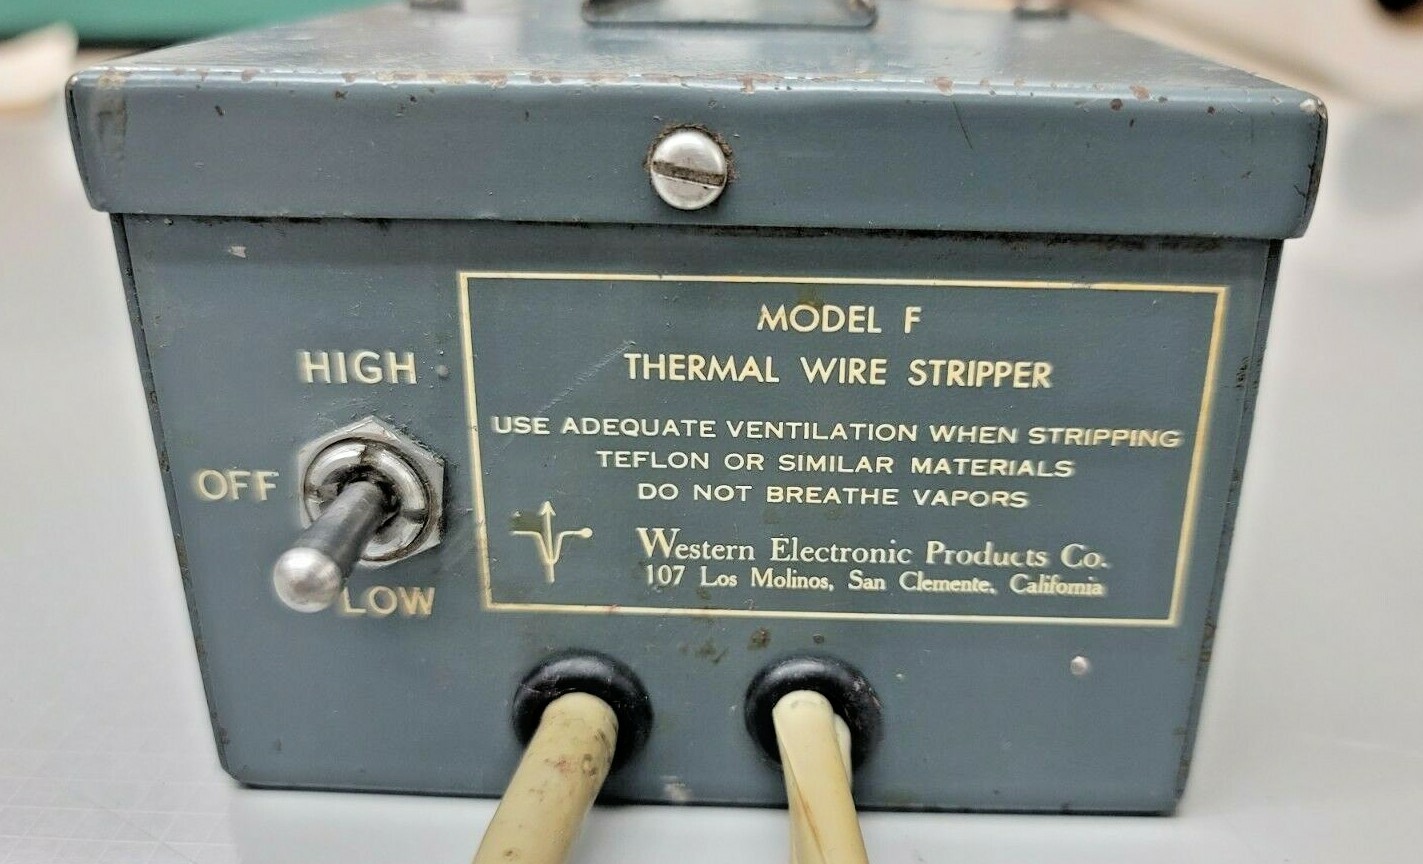 MODEL F
THERMAL WIRE STRIPPER
USE ADEQUATE VENTILATION WHEN STRIPPING
TEFLON OR SIMILAR MATERIALS
DO NOT BREATHE VAPORS
Western Electronic Products Co.
107 Los Molinos, San Clemente, California
HIGH
OFF
LOW